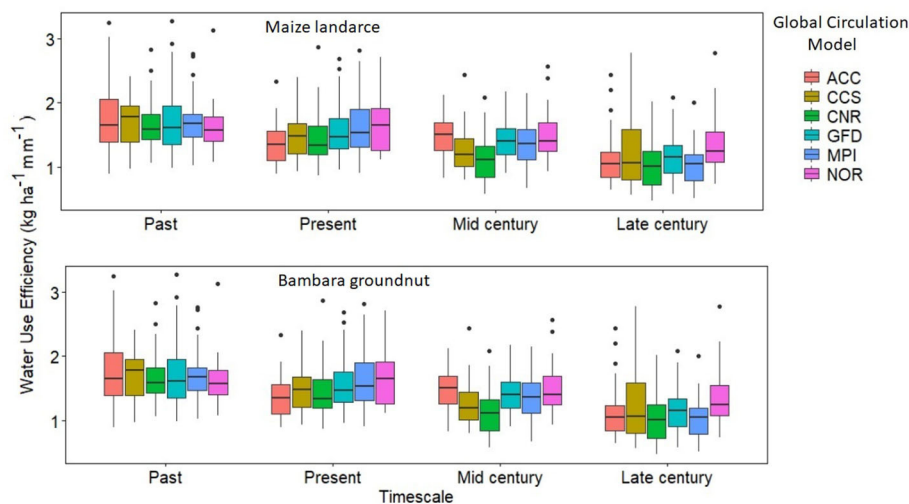 Maize landarce
Global Circulation
Model
ACC
CCS
CNR
GFD
MPI
NOR
3
2
1
Past Present Mid century Late century
Water Use Efficiency (kg ha⁻¹ mm⁻¹)
Bambara groundnut
3
2
1
Past Present Mid century Late century
Timescale